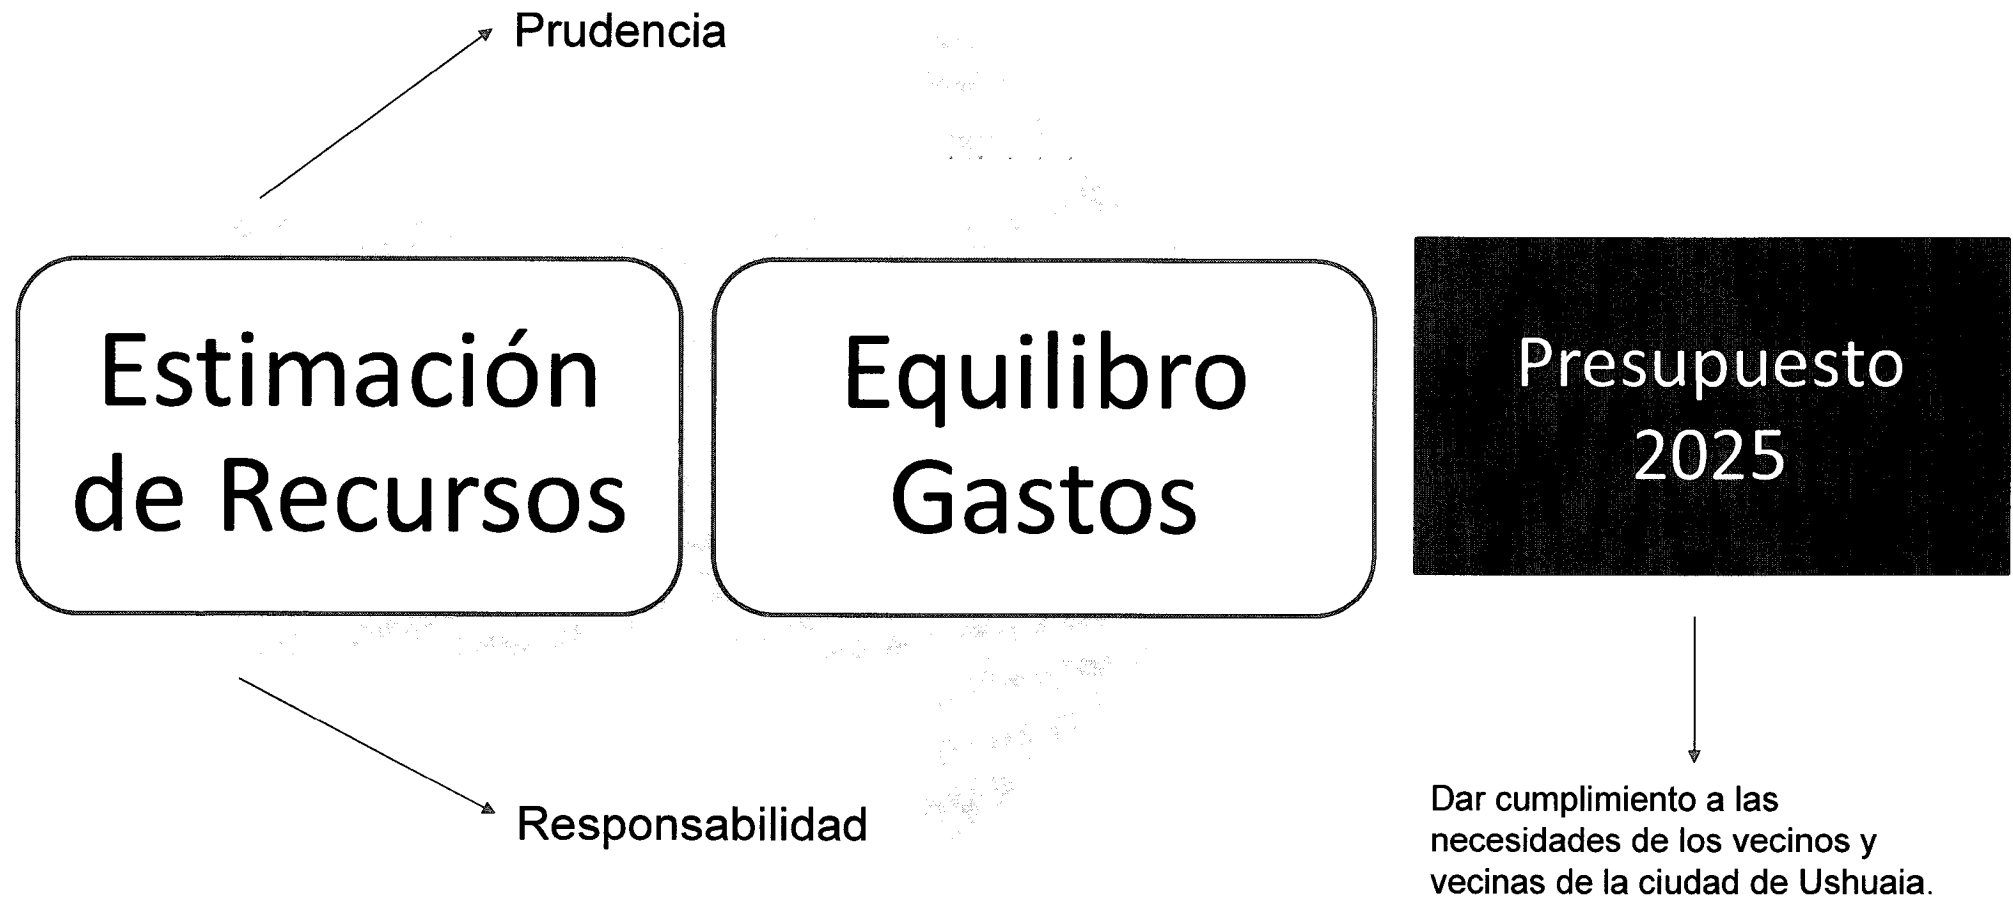 Prudencia
Estimación
de Recursos
Equilibro
Gastos
Presupuesto
2025
Responsabilidad
Dar cumplimiento a las
necesidades de los vecinos y
vecinas de la ciudad de Ushuaia.